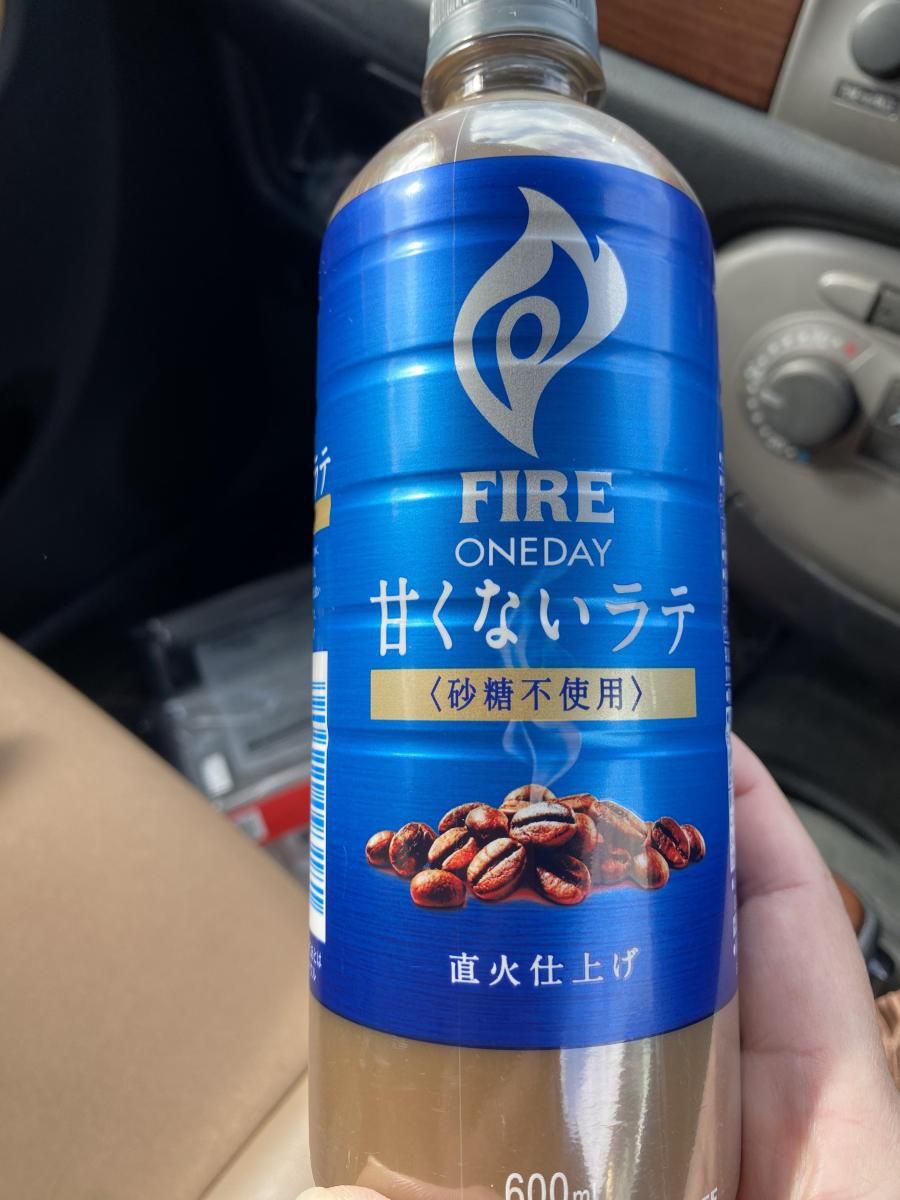 FIRE
ONEDAY
甘くないラテ
〈砂糖不使用〉
直火仕上げ
600ml